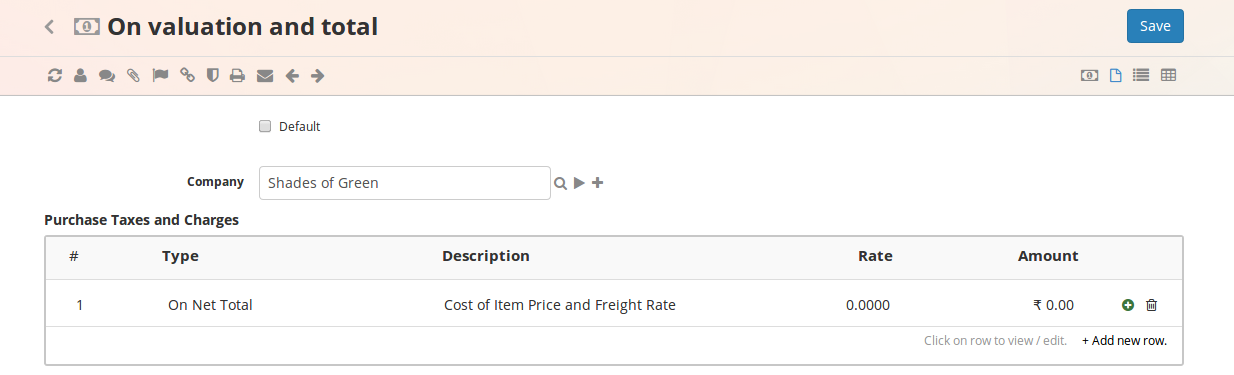 On valuation and total
Save
Default
Company Shades of Green
Purchase Taxes and Charges
# Type Description Rate Amount
1 On Net Total Cost of Item Price and Freight Rate 0.0000 ₹ 0.00
Click on row to view / edit. + Add new row.